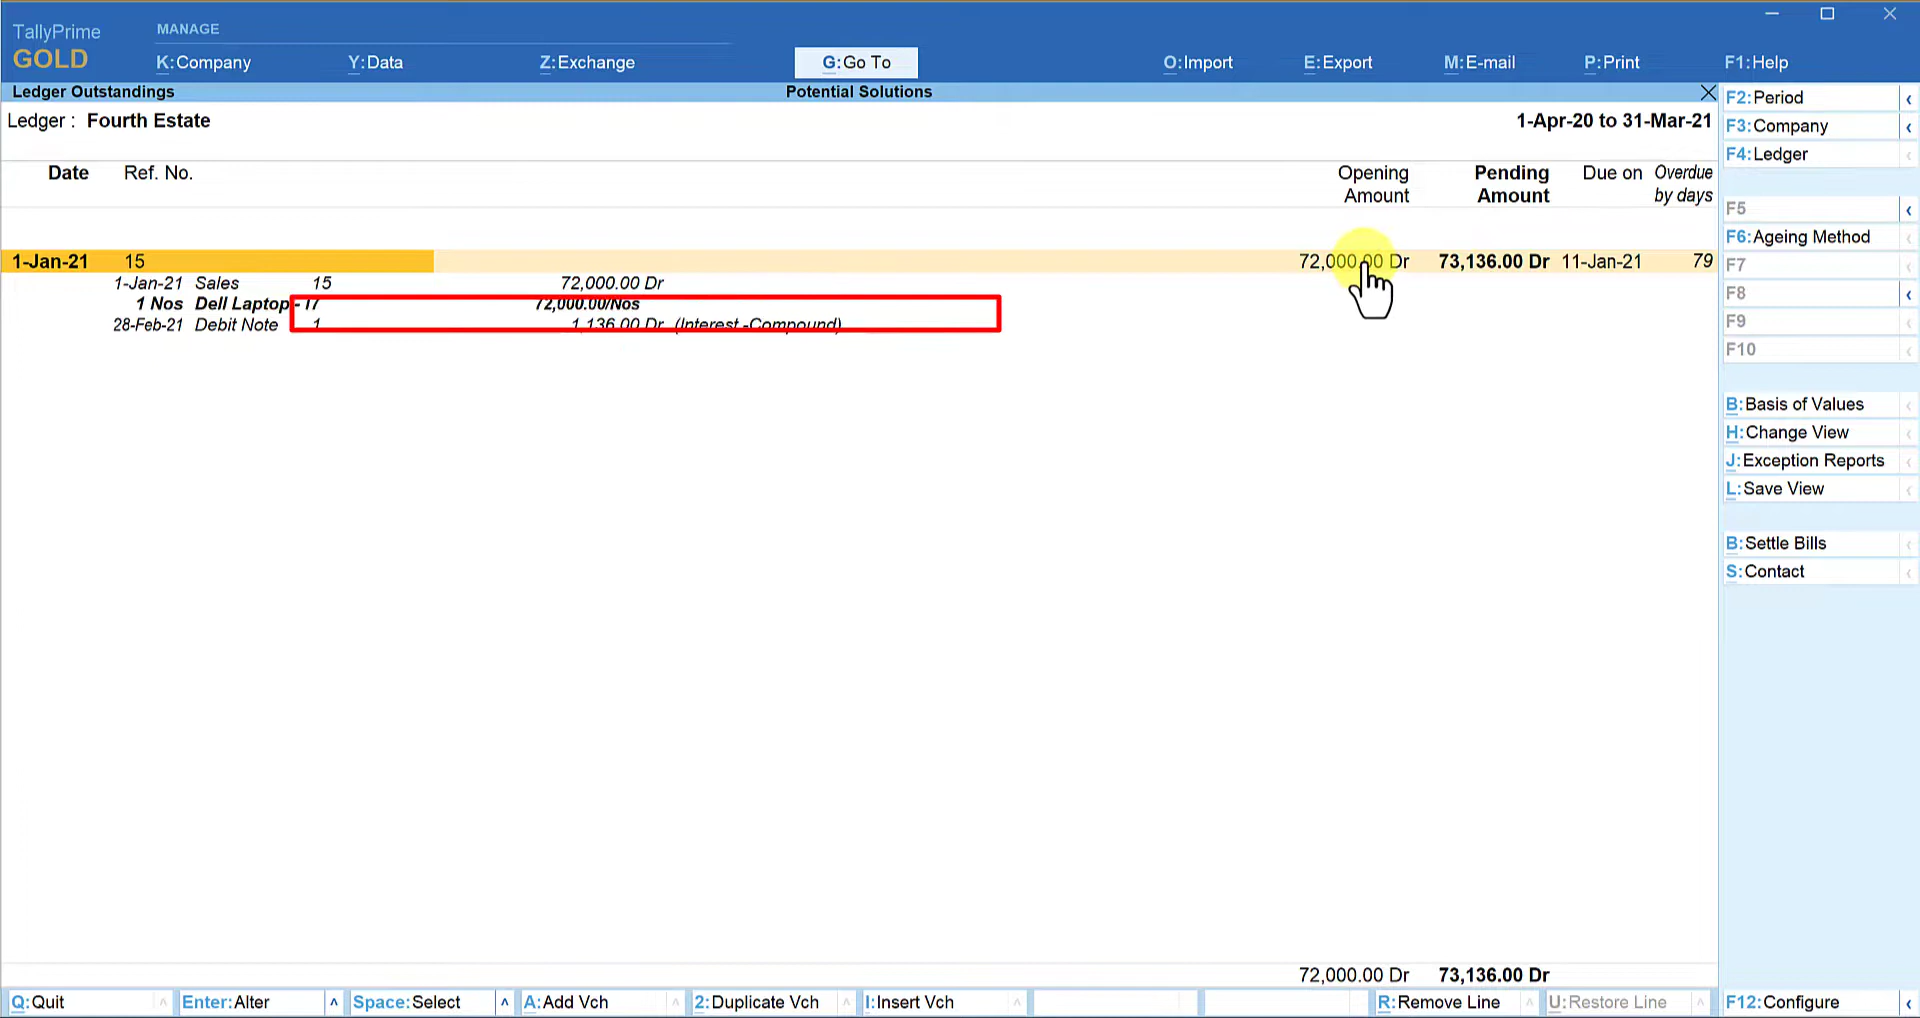 TallyPrime
GOLD
MANAGE
K:Company Y:Data Z:Exchange G:Go To O:Import E:Export M:E-mail P:Print F1:Help
Ledger Outstandings Potential Solutions
Ledger : Fourth Estate 1-Apr-20 to 31-Mar-21
Date Ref. No. Opening Amount Pending Amount Due on Overdue by days
1-Jan-21 15 72,000.00 Dr 73,136.00 Dr 11-Jan-21 79
1-Jan-21 Sales 15 72,000.00 Dr
1 Nos Dell Laptop - I7 72,000.00/Nos
28-Feb-21 Debit Note 1 1,136.00 Dr (Interest -Compound)
72,000.00 Dr 73,136.00 Dr
F2:Period
F3:Company
F4:Ledger
F5
F6:Ageing Method
F7
F8
F9
F10
B:Basis of Values
H:Change View
J:Exception Reports
L:Save View
B:Settle Bills
S:Contact
Q:Quit Enter:Alter Space:Select A:Add Vch 2:Duplicate Vch I:Insert Vch R:Remove Line U:Restore Line F12:Configure